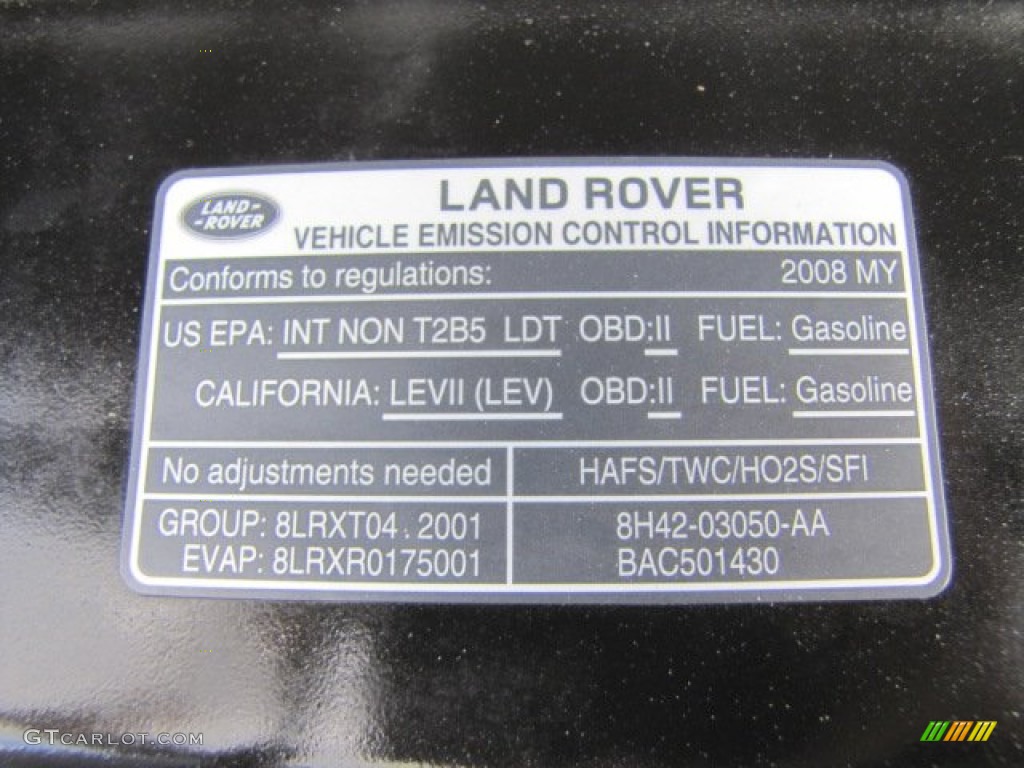 LAND-
-ROVER
LAND ROVER
VEHICLE EMISSION CONTROL INFORMATION
Conforms to regulations: 2008 MY
US EPA: INT NON T2B5 LDT OBD:II FUEL: Gasoline
CALIFORNIA: LEVII (LEV) OBD:II FUEL: Gasoline
No adjustments needed HAFS/TWC/HO2S/SFI
GROUP: 8LRXT04.2001 8H42-03050-AA
EVAP: 8LRXR0175001 BAC501430
GTCARLOT.COM